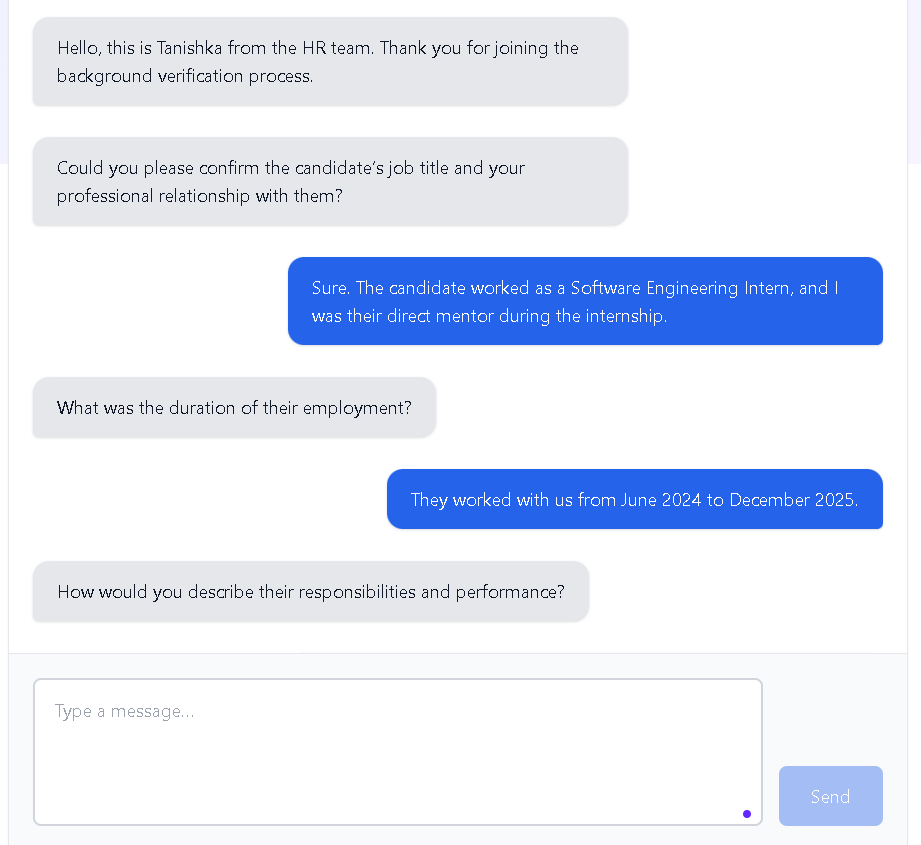 Hello, this is Tanishka from the HR team. Thank you for joining the
background verification process.
Could you please confirm the candidate’s job title and your
professional relationship with them?
Sure. The candidate worked as a Software Engineering Intern, and I
was their direct mentor during the internship.
What was the duration of their employment?
They worked with us from June 2024 to December 2025.
How would you describe their responsibilities and performance?
Type a message...
Send